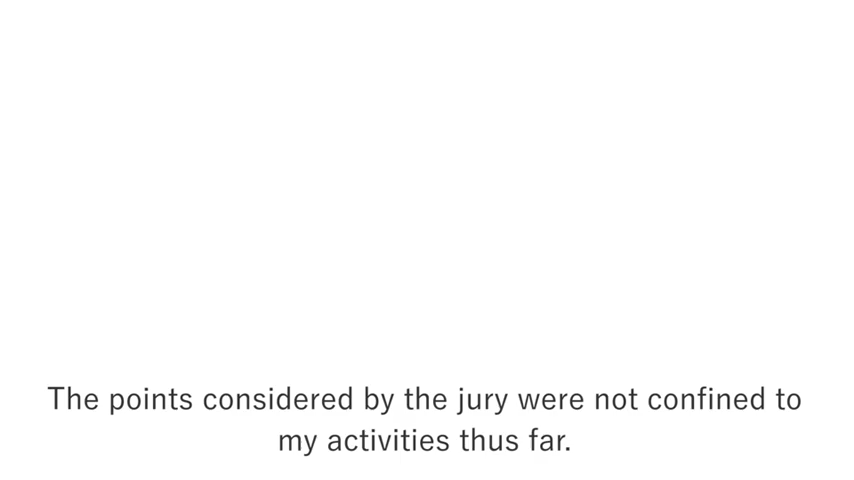 The points considered by the jury were not confined to
my activities thus far.